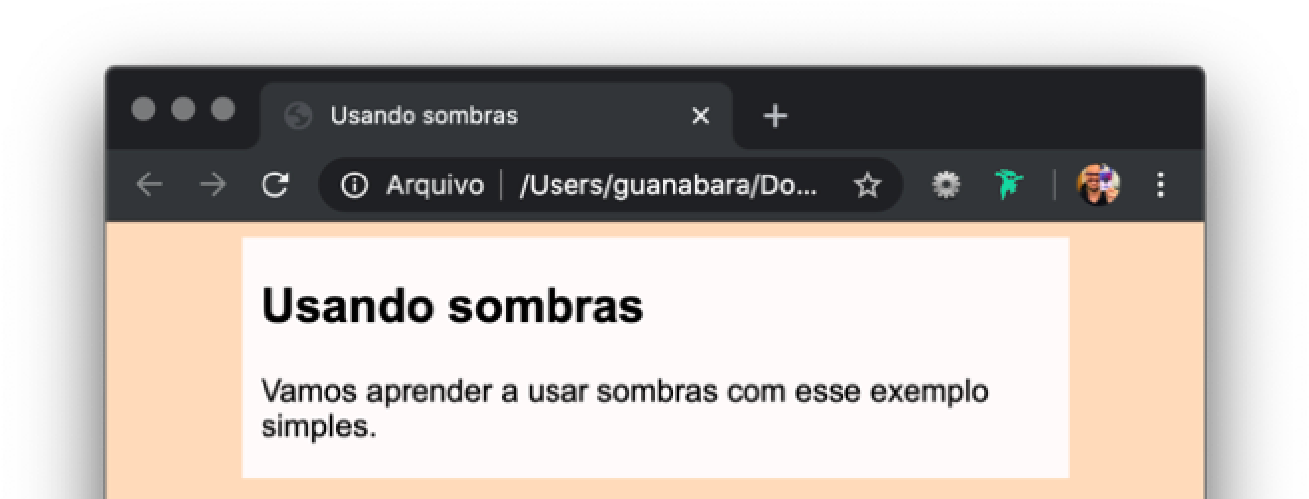 Usando sombras
Arquivo | /Users/guanabara/Do...
Usando sombras
Vamos aprender a usar sombras com esse exemplo
simples.